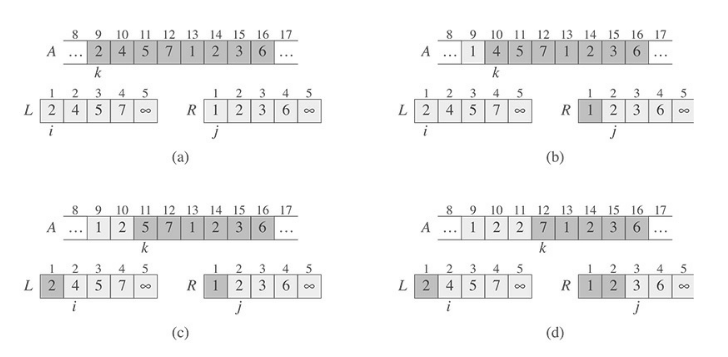 8 9 10 11 12 13 14 15 16 17
A ... 2 4 5 7 1 2 3 6 ...
k
1 2 3 4 5
L 2 4 5 7 ∞
i
1 2 3 4 5
R 1 2 3 6 ∞
j
(a)
8 9 10 11 12 13 14 15 16 17
A ... 1 4 5 7 1 2 3 6 ...
k
1 2 3 4 5
L 2 4 5 7 ∞
i
1 2 3 4 5
R 1 2 3 6 ∞
j
(b)
8 9 10 11 12 13 14 15 16 17
A ... 1 2 5 7 1 2 3 6 ...
k
1 2 3 4 5
L 2 4 5 7 ∞
i
1 2 3 4 5
R 1 2 3 6 ∞
j
(c)
8 9 10 11 12 13 14 15 16 17
A ... 1 2 2 7 1 2 3 6 ...
k
1 2 3 4 5
L 2 4 5 7 ∞
i
1 2 3 4 5
R 1 2 3 6 ∞
j
(d)